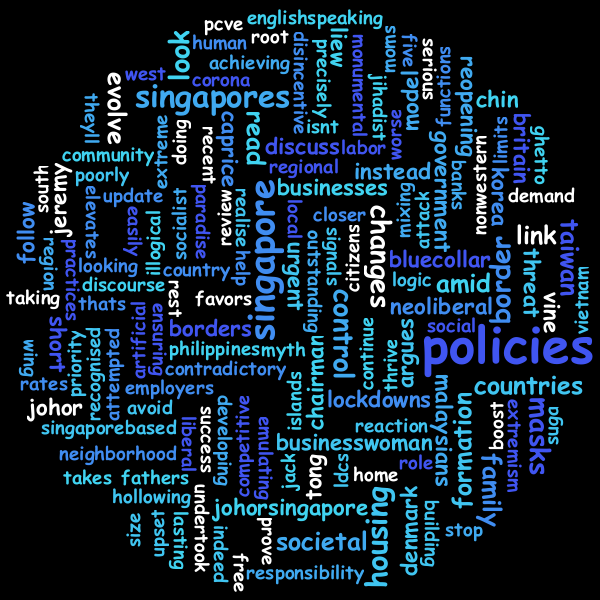 englishspeaking
pcve
root
liew
human
look
achieving
disincentive
precisely
isnt
monumental
jihadist
moms
five
model
serious
functions
reopening
west
corona
singapores
evolve
theyll
extreme
doing
recent
caprice
read
discuss
labor
worse
government
chin
limits
britain
ghetto
community
poorly
regional
instead
banks
korea
nonwestern
demand
south
jeremy
update
elevates
easily
socialist
paradise
review
realise
help
singapore
businesses
local
closer
mixing
attack
border
link
taiwan
follow
region
practices
looking
illogical
country
urgent
outstanding
signals
citizens
changes
bluecollar
logic
amid
threat
vine
vietnam
discourse
thats
taking
rest
favors
control
neoliberal
short
artificial
ensuring
borders
social
policies
wing
priority
recognised
attempted
philippines
myth
contradictory
chairman
continue
thrive
argues
rates
employers
lockdowns
malaysions
countries
johor
avoid
islands
reaction
boost
extremism
masks
suga
singaporebased
liberal
success
developing
competitive
emulating
businesswoman
formation
family
neighborhood
jack
tong
ldcs
home
role
takes
fathers
hollowing
undertook
johorsingapore
housing
denmark
building
stop
size
upset
lasting
indeed
free
prove
societal
responsibility